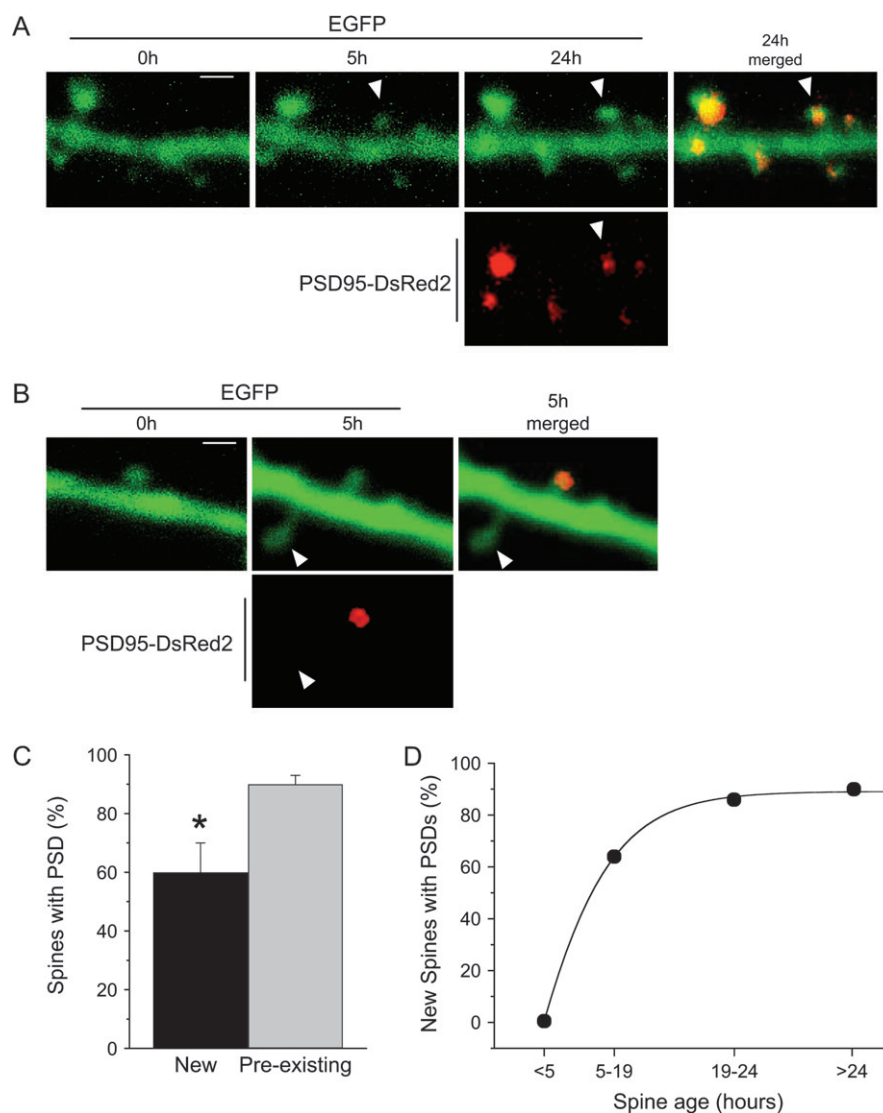 A
EGFP
0h
5h
24h
24h
merged
PSD95-DsRed2
B
EGFP
0h
5h
5h
merged
PSD95-DsRed2
C
100
80
60
40
20
0
Spines with PSD (%)
*
New
Pre-existing
D
100
80
60
40
20
0
New Spines with PSDs (%)
<5
5-19
19-24
>24
Spine age (hours)